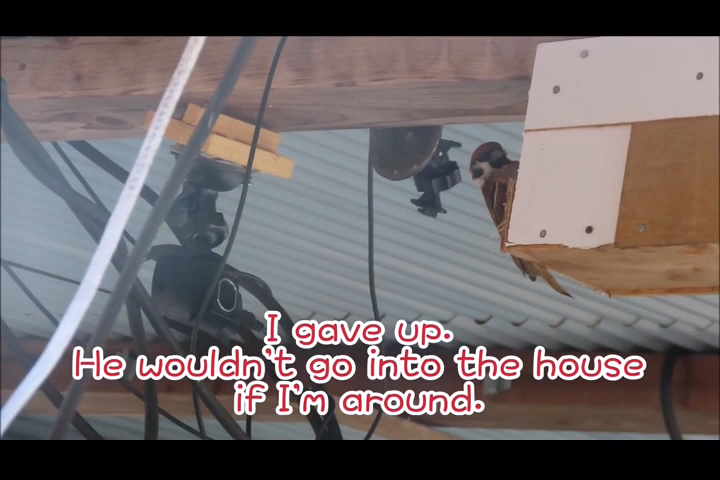 I gave up.
He wouldn't go into the house
if I'm around.